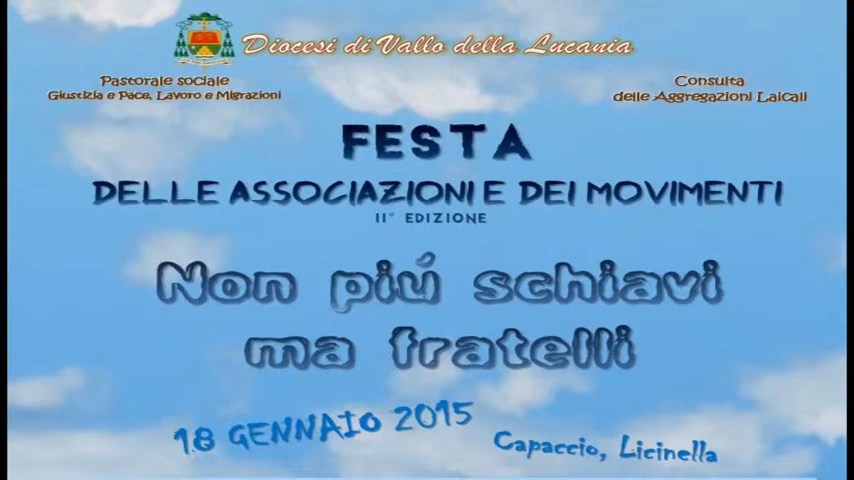 Diocesi di Vallo della Lucania
Pastorale sociale
Giustizia e Pace, Lavoro e Migrazioni
Consulta
delle Aggregazioni Laicali
FESTA
DELLE ASSOCIAZIONI E DEI MOVIMENTI
II° EDIZIONE
Non piú schiavi
ma fratelli
18 GENNAIO 2015
Capaccio, Licinella